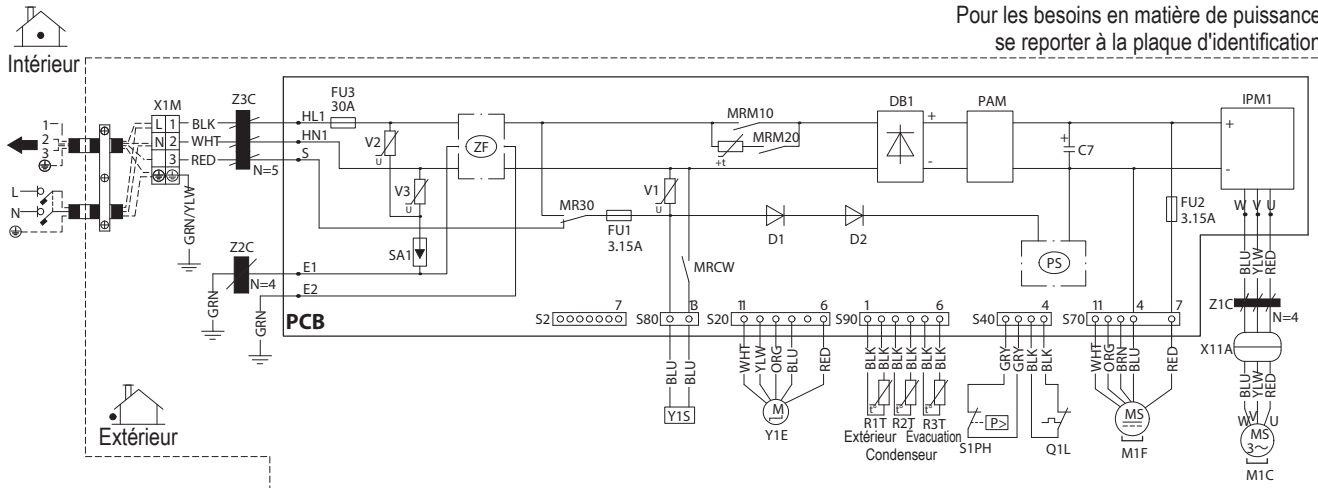 Pour les besoins en matière de puissance
se reporter à la plaque d'identification
Intérieur
X1M
Z3C
FU3
30A
HL1
HN1
S
L 1 BLK
N 2 WHT
3 RED
N=5
1
2
3
L
N
GRN/YLW
V2
U
V3
U
SA1
ZF
MRM10
MRM20
+t
DB1
+
-
PAM
+
C7
IPM1
+
-
W V U
V1
U
MR30
FU1
3.15A
D1
D2
MRCW
PS
FU2
3.15A
Z2C
N=4
GRN
E1
E2
GRN
PCB
S2
7
S80
1
3
S20
11
6
S90
1
6
S40
4
S70
11
4
7
BLU
BLU
Y1S
WHT
YLW
ORG
BLU
RED
M
Y1E
BLK
BLK
BLK
BLK
BLK
BLK
t°
t°
t°
R1T
R2T
R3T
Extérieur
Évacuation
Condenseur
GRY
GRY
BLK
BLK
P>
S1PH
Q1L
WHT
ORG
BRN
BLU
RED
MS
M1F
BLU
YLW
RED
Z1C
N=4
X11A
BLU
YLW
RED
W
V
U
MS
3~
M1C
Extérieur